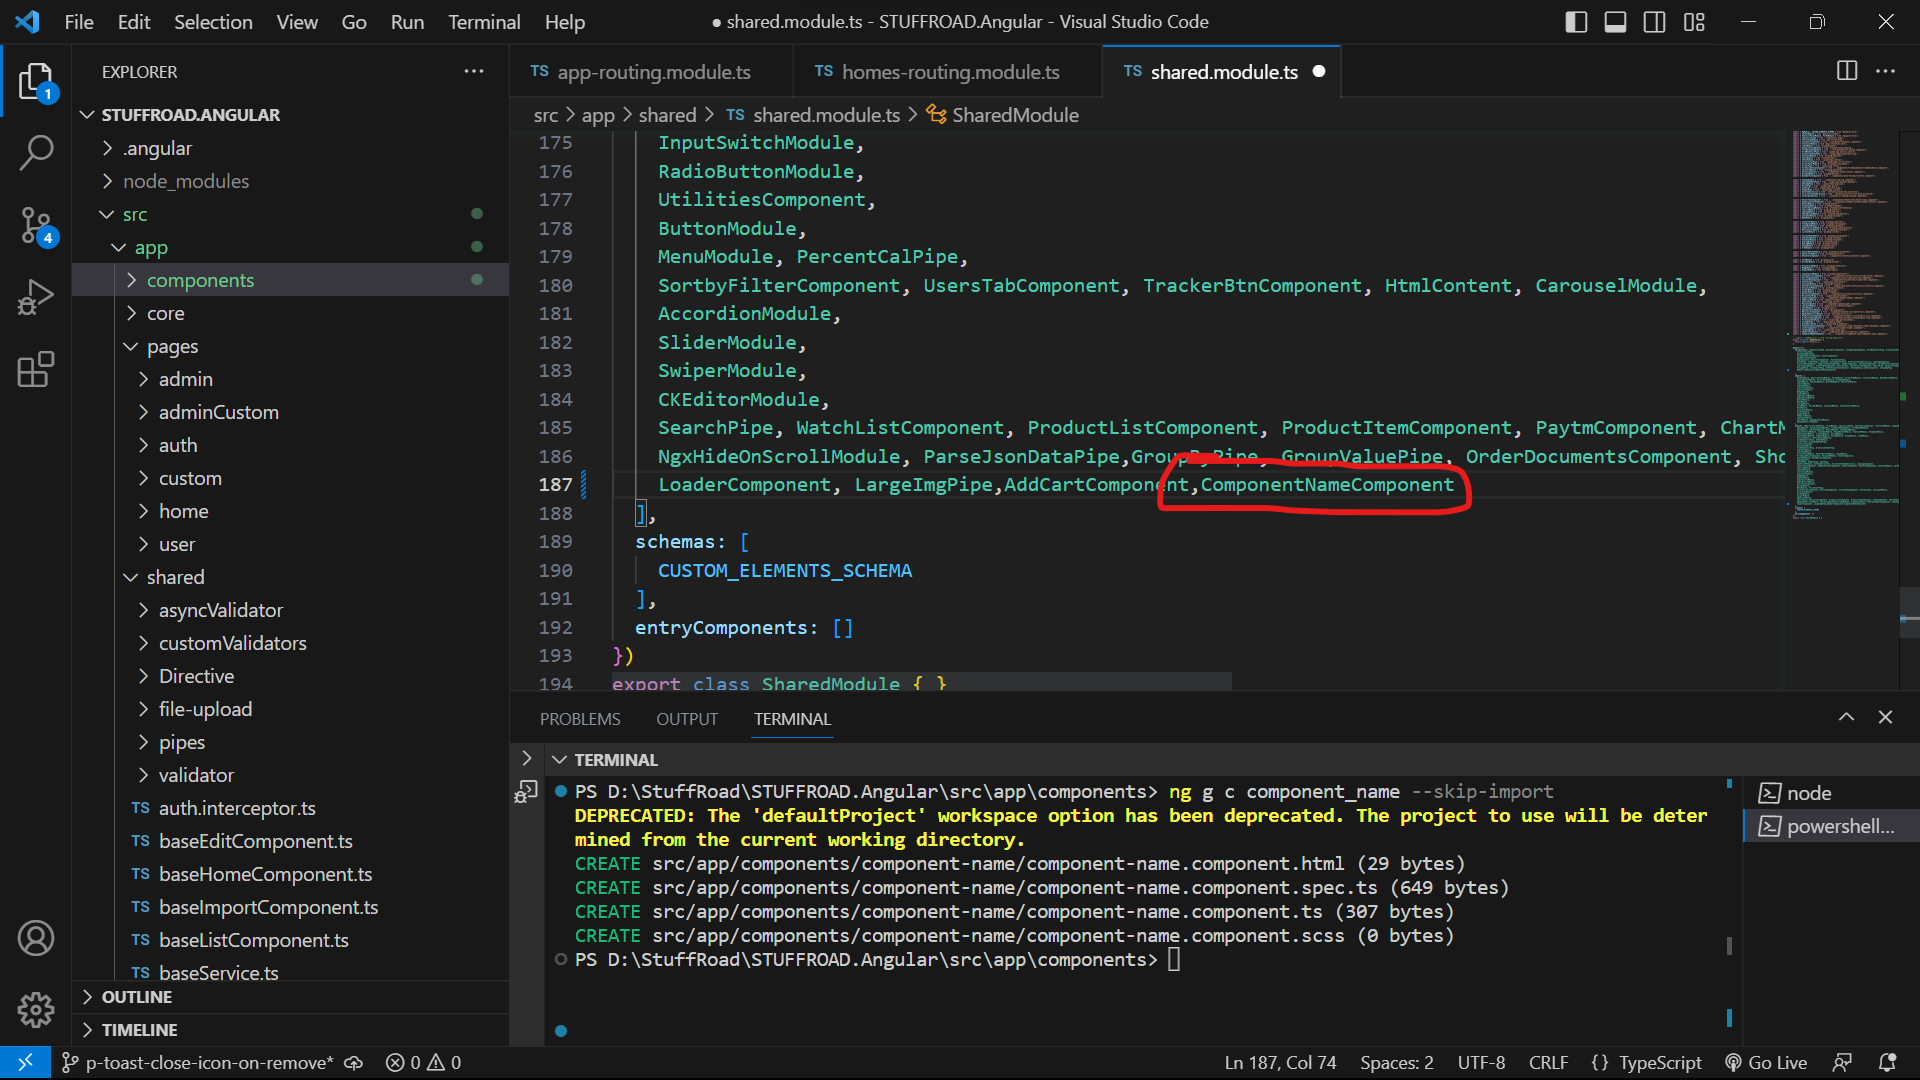 File Edit Selection View Go Run Terminal Help
● shared.module.ts - STUFFROAD.Angular - Visual Studio Code
1
4
EXPLORER ...
STUFFROAD.ANGULAR
.angular
node_modules
src
app
components
core
pages
admin
adminCustom
auth
custom
home
user
shared
asyncValidator
customValidators
Directive
file-upload
pipes
validator
TS auth.interceptor.ts
TS baseEditComponent.ts
TS baseHomeComponent.ts
TS baseImportComponent.ts
TS baseListComponent.ts
TS baseService.ts
OUTLINE
TIMELINE
TS app-routing.module.ts TS homes-routing.module.ts TS shared.module.ts ●
src > app > shared > TS shared.module.ts > SharedModule
175 InputSwitchModule,
176 RadioButtonModule,
177 UtilitiesComponent,
178 ButtonModule,
179 MenuModule, PercentCalPipe,
180 SortbyFilterComponent, UsersTabComponent, TrackerBtnComponent, HtmlContent, CarouselModule,
181 AccordionModule,
182 SliderModule,
183 SwiperModule,
184 CKEditorModule,
185 SearchPipe, WatchListComponent, ProductListComponent, ProductItemComponent, PaytmComponent, ChartM
186 NgxHideOnScrollModule, ParseJsonDataPipe,GroupByPipe, GroupValuePipe, OrderDocumentsComponent, Sho
187 LoaderComponent, LargeImgPipe,AddCartComponent,ComponentNameComponent
188 ],
189 schemas: [
190 CUSTOM_ELEMENTS_SCHEMA
191 ],
192 entryComponents: []
193 })
194 export class SharedModule { }
PROBLEMS OUTPUT TERMINAL
TERMINAL
PS D:\StuffRoad\STUFFROAD.Angular\src\app\components> ng g c component_name --skip-import
DEPRECATED: The 'defaultProject' workspace option has been deprecated. The project to use will be deter
mined from the current working directory.
CREATE src/app/components/component-name/component-name.component.html (29 bytes)
CREATE src/app/components/component-name/component-name.component.spec.ts (649 bytes)
CREATE src/app/components/component-name/component-name.component.ts (307 bytes)
CREATE src/app/components/component-name/component-name.component.scss (0 bytes)
PS D:\StuffRoad\STUFFROAD.Angular\src\app\components>
node
powershell...
p-toast-close-icon-on-remove* 0 0 Ln 187, Col 74 Spaces: 2 UTF-8 CRLF {} TypeScript Go Live